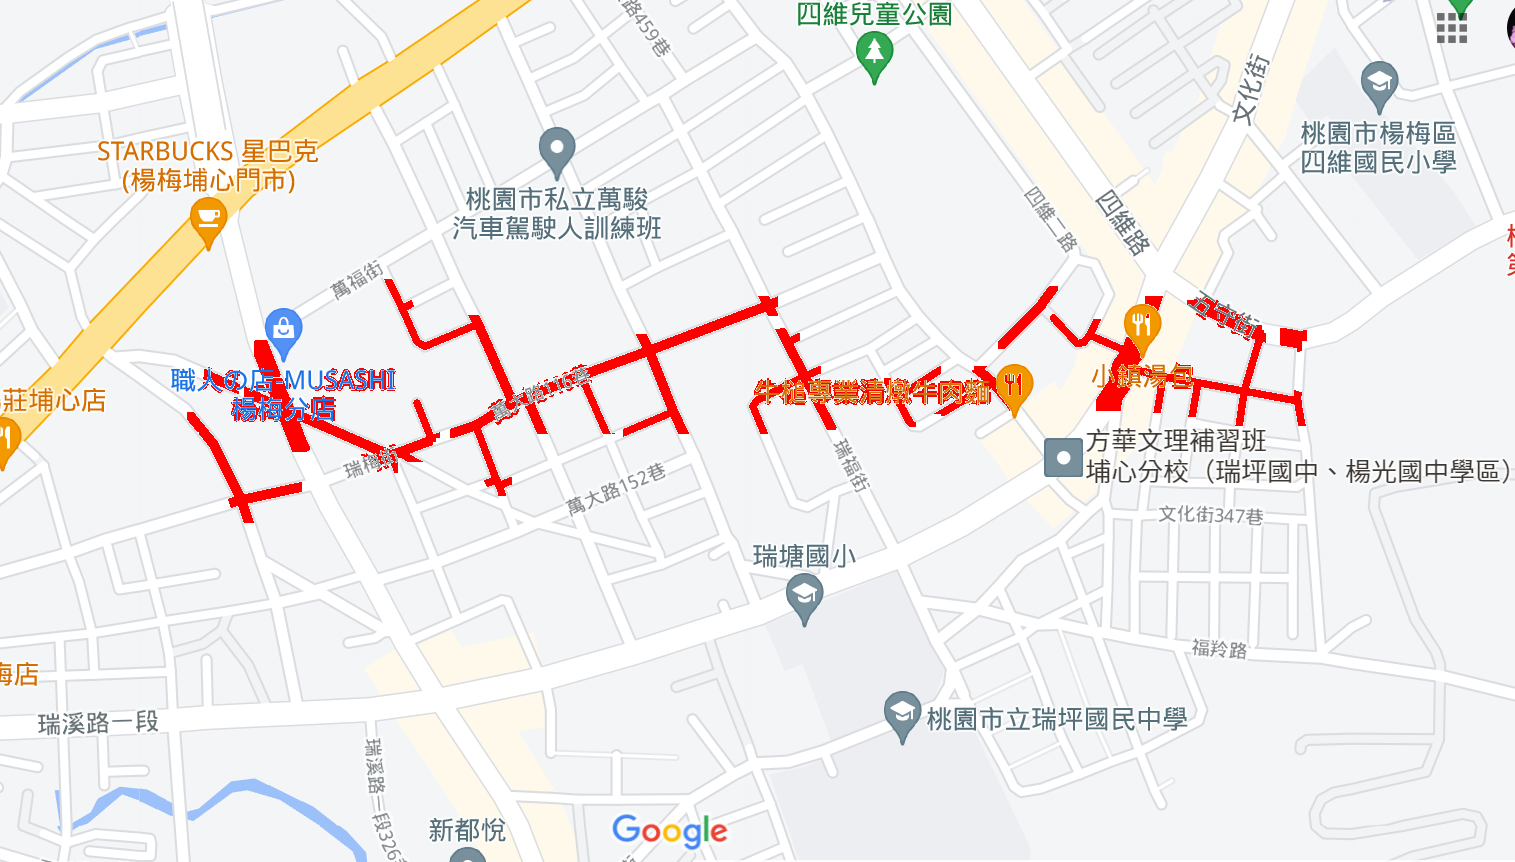 四維兒童公園
路459巷
文化街
桃園市楊梅區
四維國民小學
STARBUCKS 星巴克
(楊梅埔心門市)
桃園市私立萬駿
汽車駕駛人訓練班
四維二路
四維路
萬福街
職人の店-MUSASHI
楊梅分店
莊埔心店
萬大路116巷
牛槌專業清燉牛肉麵
小鎮湯包
瑞梅街
瑞福街
方華文理補習班
埔心分校（瑞坪國中、楊光國中學區）
萬大路152巷
文化街347巷
瑞塘國小
福羚路
梅店
瑞溪路一段
桃園市立瑞坪國民中學
瑞溪路一段326巷
新都悅
Google